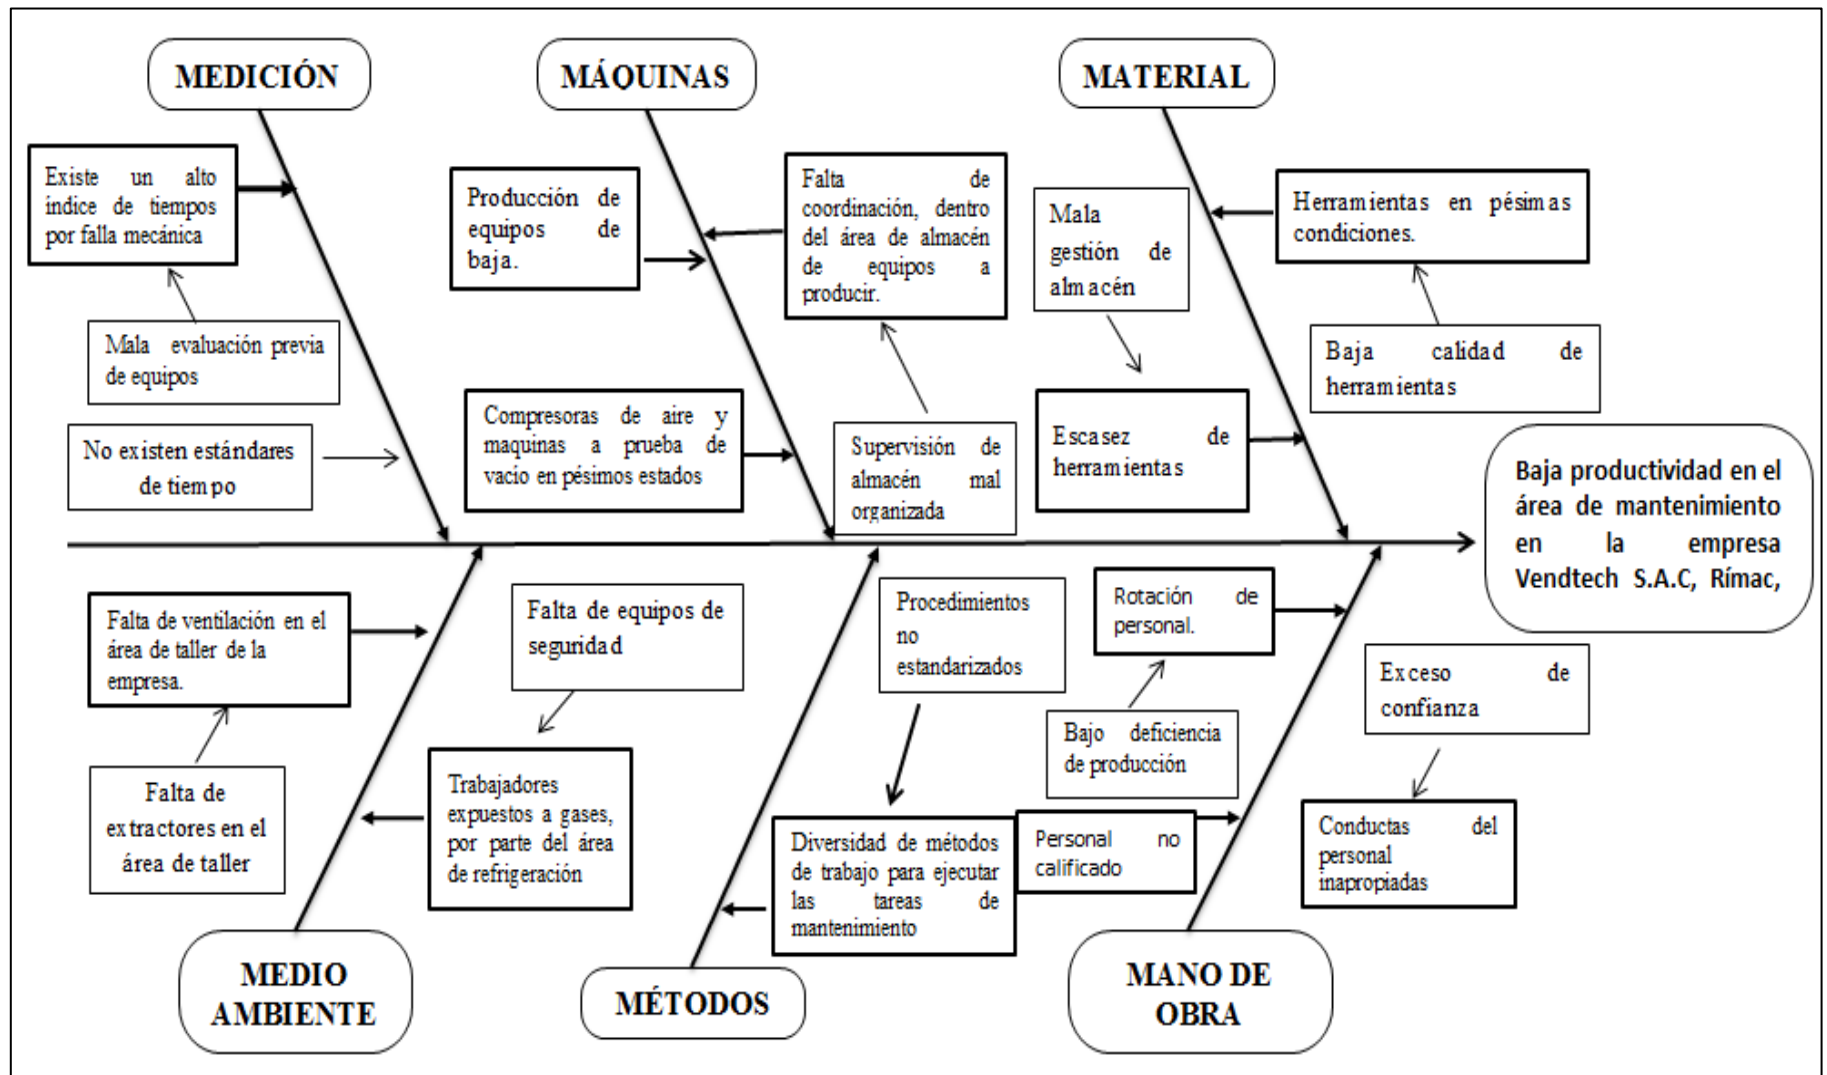 MEDICIÓN
MÁQUINAS
MATERIAL
Existe un alto
índice de tiempos
por falla mecánica
Mala evaluación previa
de equipos
No existen estándares
de tiempo
Producción de
equipos de
baja.
Falta de
coordinación, dentro
del área de almacén
de equipos a
producir.
Compresoras de aire y
maquinas a prueba de
vacío en pésimos estados
Supervisión de
almacén mal
organizada
Mala
gestión de
almacén
Herramientas en pésimas
condiciones.
Baja calidad de
herramientas
Escasez de
herramientas
Baja productividad en el
área de mantenimiento
en la empresa
Vendtech S.A.C, Rímac,
Falta de ventilación en el
área de taller de la
empresa.
Falta de equipos de
seguridad
Falta de
extractores en el
área de taller
Trabajadores
expuestos a gases,
por parte del área
de refrigeración
Procedimientos
no
estandarizados
Diversidad de métodos
de trabajo para ejecutar
las tareas de
mantenimiento
Rotación de
personal.
Bajo deficiencia
de producción
Personal no
calificado
Exceso de
confianza
Conductas del
personal
inapropiadas
MEDIO
AMBIENTE
MÉTODOS
MANO DE
OBRA